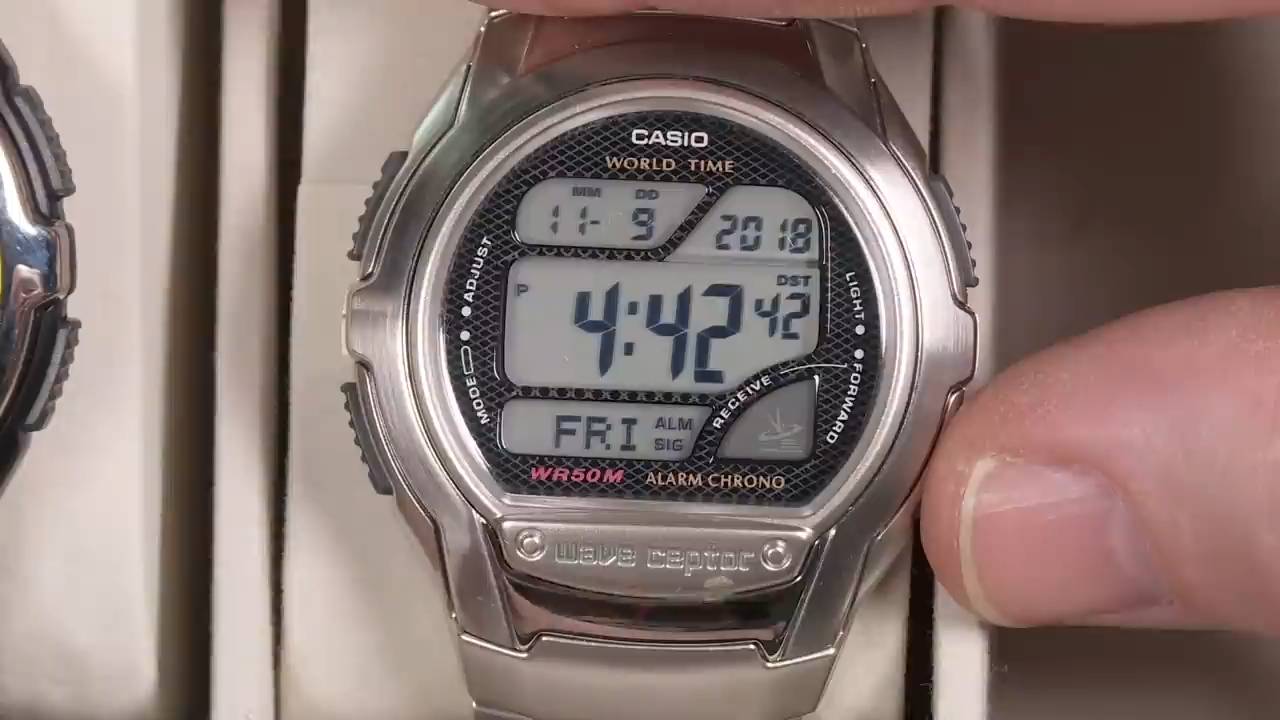 CASIO
WORLD TIME
MM DD
11- 9 2018
ADJUST
LIGHT
DST
P 4:42 42
MODE
RECEIVE
FORWARD
FRI ALM
SIG
WR50M ALARM CHRONO
wave ceptor